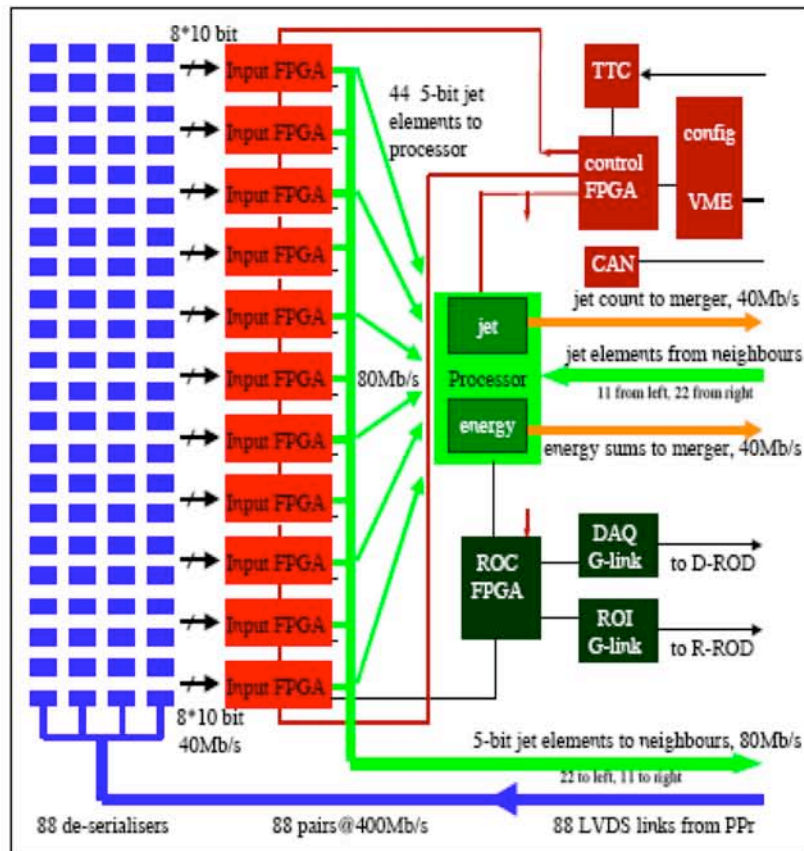 8*10 bit
Input FPGA
Input FPGA
Input FPGA
Input FPGA
Input FPGA
Input FPGA
Input FPGA
Input FPGA
Input FPGA
Input FPGA
Input FPGA
8*10 bit
40Mb/s
44 5-bit jet
elements to
processor
80Mb/s
TTC
control
FPGA
config
VME
CAN
jet
Processor
energy
jet count to merger, 40Mb/s
jet elements from neighbours
11 from left, 22 from right
energy sums to merger, 40Mb/s
ROC
FPGA
DAQ
G-link
to D-ROD
ROI
G-link
to R-ROD
5-bit jet elements to neighbours, 80Mb/s
22 to left, 11 to right
88 de-serialisers
88 pairs@400Mb/s
88 LVDS links from PPr